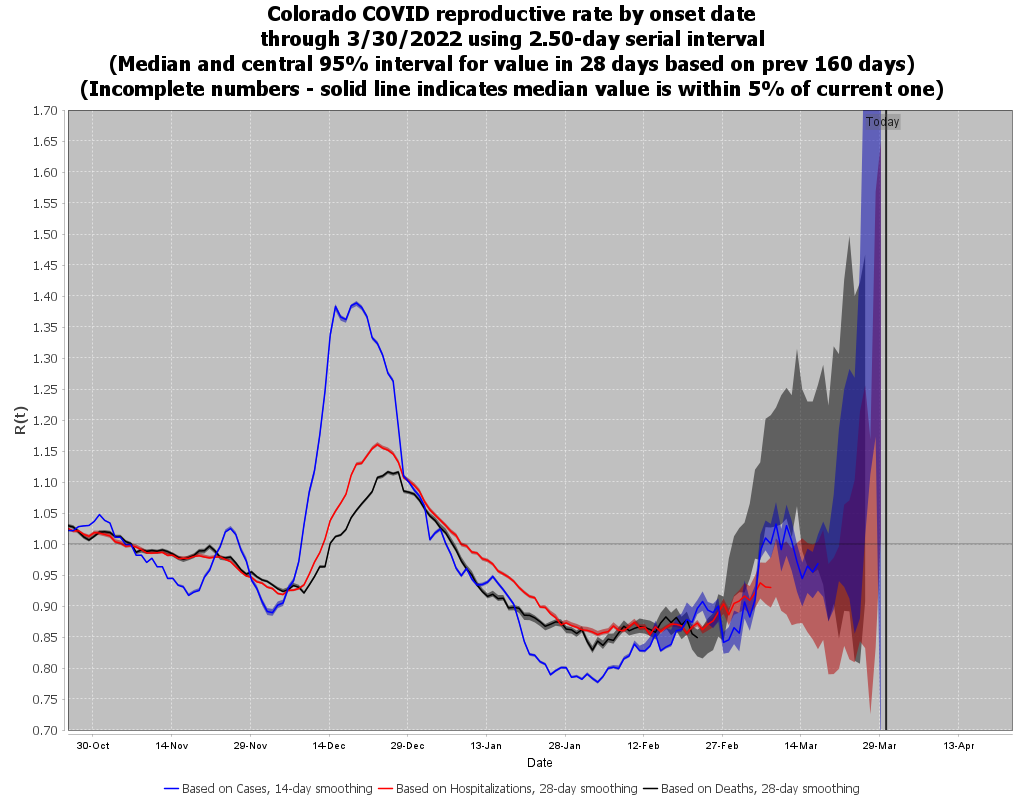 Colorado COVID reproductive rate by onset date
through 3/30/2022 using 2.50-day serial interval
(Median and central 95% interval for value in 28 days based on prev 160 days)
(Incomplete numbers - solid line indicates median value is within 5% of current one)
Today
R(t)
1.70
1.65
1.60
1.55
1.50
1.45
1.40
1.35
1.30
1.25
1.20
1.15
1.10
1.05
1.00
0.95
0.90
0.85
0.80
0.75
0.70
30-Oct 14-Nov 29-Nov 14-Dec 29-Dec 13-Jan 28-Jan 12-Feb 27-Feb 14-Mar 29-Mar 13-Apr
Date
Based on Cases, 14-day smoothing Based on Hospitalizations, 28-day smoothing Based on Deaths, 28-day smoothing